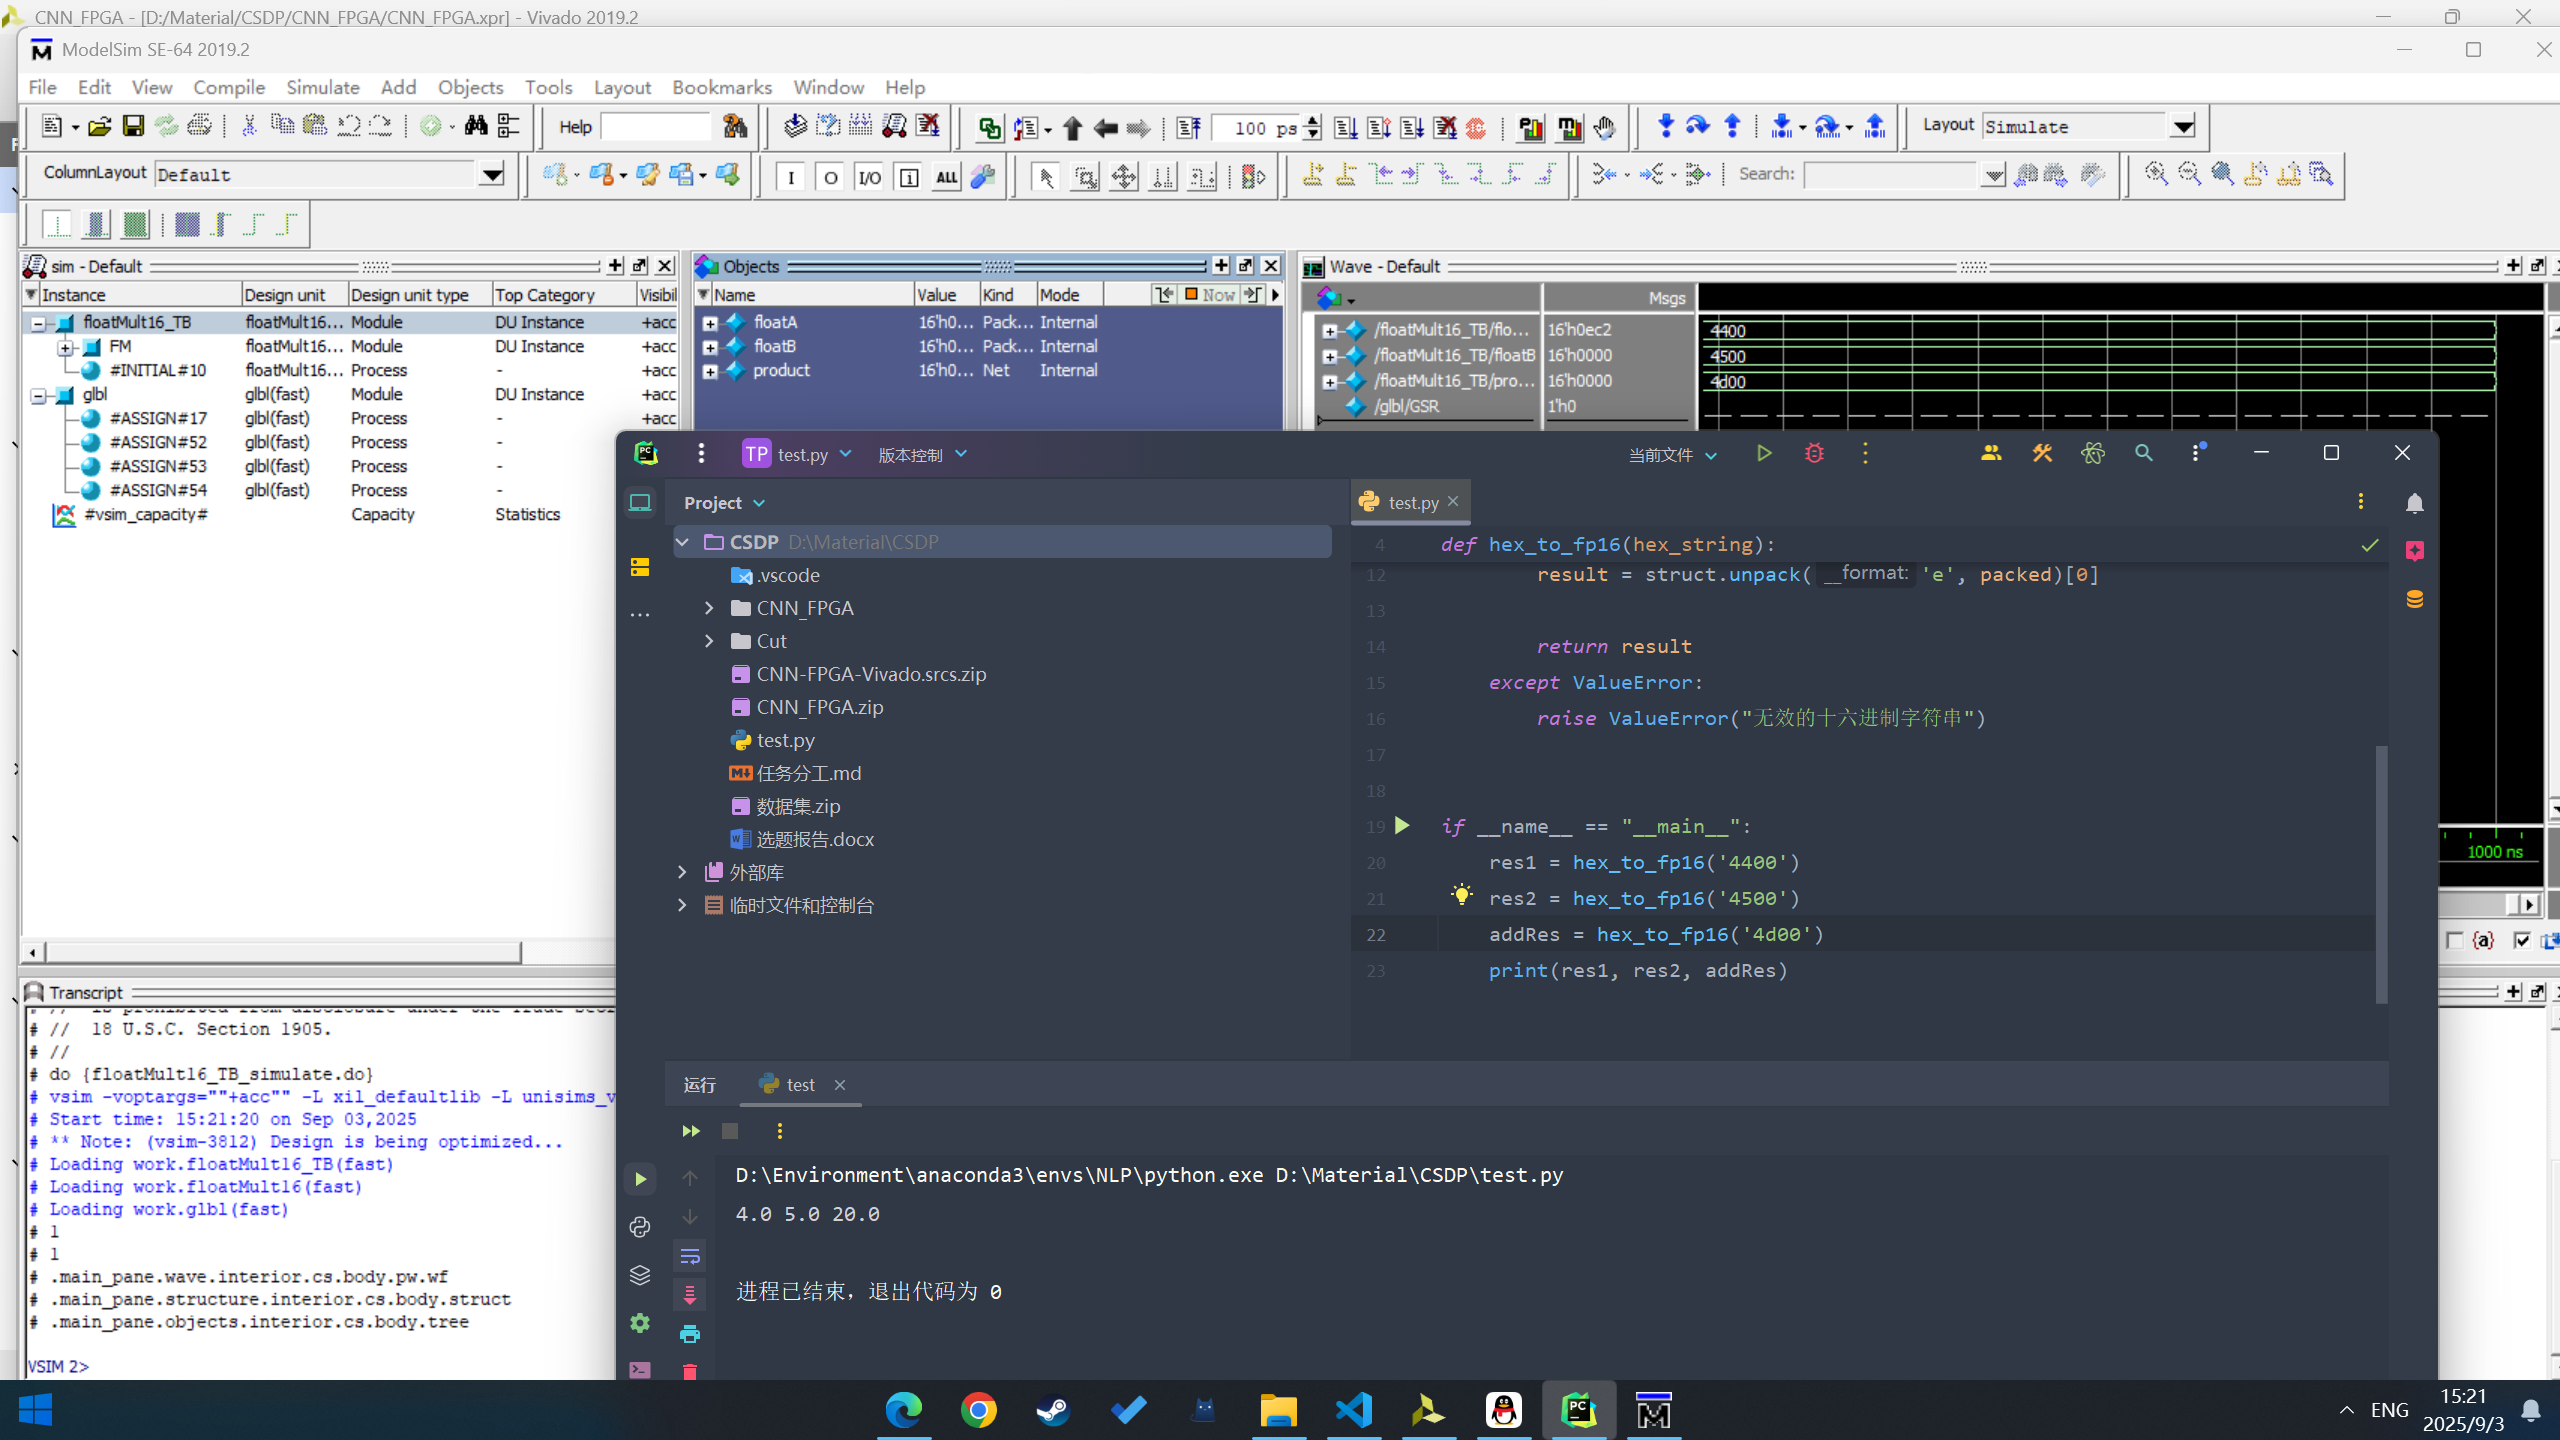 CNN_FPGA - [D:/Material/CSDP/CNN_FPGA/CNN_FPGA.xpr] - Vivado 2019.2
ModelSim SE-64 2019.2
File Edit View Compile Simulate Add Objects Tools Layout Bookmarks Window Help
Help 100 ps Layout Simulate
ColumnLayout Default I O I/O ALL Search:
sim - Default
Instance Design unit Design unit type Top Category Visibil
floatMult16_TB floatMult16... Module DU Instance +acc
FM floatMult16... Module DU Instance +acc
#INITIAL#10 floatMult16... Process - +acc
glbl glbl(fast) Module DU Instance +acc
#ASSIGN#17 glbl(fast) Process - +acc
#ASSIGN#52 glbl(fast) Process -
#ASSIGN#53 glbl(fast) Process -
#ASSIGN#54 glbl(fast) Process -
#vsim_capacity# Capacity Statistics
Objects
Name Value Kind Mode Now
floatA 16'h0... Pack... Internal
floatB 16'h0... Pack... Internal
product 16'h0... Net Internal
Wave - Default
Msgs
/floatMult16_TB/flo... 16'h0ec2 4400
/floatMult16_TB/floatB 16'h0000 4500
/floatMult16_TB/pro... 16'h0000 4d00
/glbl/GSR 1'h0
1000 ns
{a}
TP test.py 版本控制 当前文件
Project
CSDP D:\Material\CSDP
.vscode
CNN_FPGA
Cut
CNN-FPGA-Vivado.srcs.zip
CNN_FPGA.zip
test.py
任务分工.md
数据集.zip
选题报告.docx
外部库
临时文件和控制台
test.py
4 def hex_to_fp16(hex_string):
12 result = struct.unpack( __format: 'e', packed)[0]
13
14 return result
15 except ValueError:
16 raise ValueError("无效的十六进制字符串")
17
18
19 if __name__ == "__main__":
20 res1 = hex_to_fp16('4400')
21 res2 = hex_to_fp16('4500')
22 addRes = hex_to_fp16('4d00')
23 print(res1, res2, addRes)
Transcript
# // 18 U.S.C. Section 1905.
# //
# do {floatMult16_TB_simulate.do}
# vsim -voptargs=""+acc"" -L xil_defaultlib -L unisims_v
# Start time: 15:21:20 on Sep 03,2025
# ** Note: (vsim-3812) Design is being optimized...
# Loading work.floatMult16_TB(fast)
# Loading work.floatMult16(fast)
# Loading work.glbl(fast)
# 1
# 1
# .main_pane.wave.interior.cs.body.pw.wf
# .main_pane.structure.interior.cs.body.struct
# .main_pane.objects.interior.cs.body.tree
VSIM 2>
运行 test
D:\Environment\anaconda3\envs\NLP\python.exe D:\Material\CSDP\test.py
4.0 5.0 20.0
进程已结束，退出代码为 0
ENG
15:21
2025/9/3